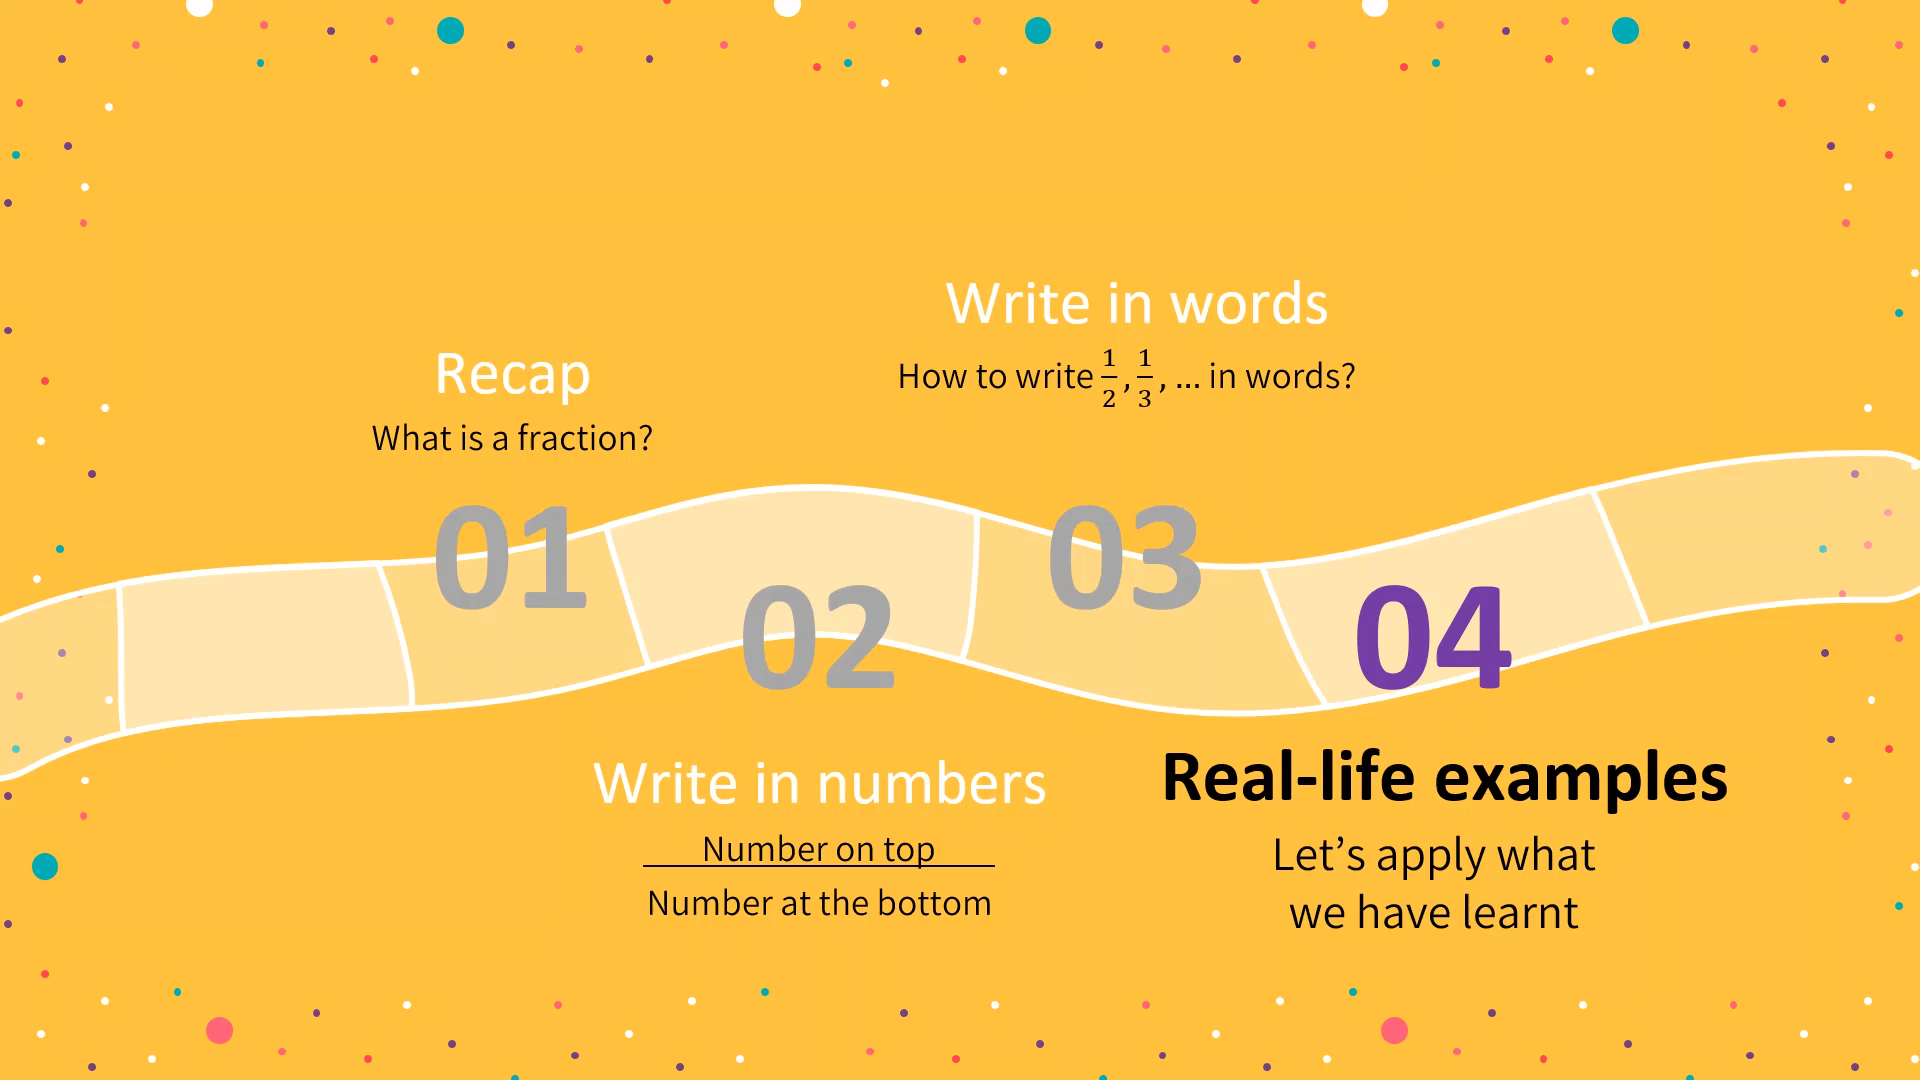 Recap
What is a fraction?
01
Write in numbers
Number on top
Number at the bottom
02
Write in words
How to write 1/2, 1/3, ... in words?
03
04
Real-life examples
Let’s apply what
we have learnt